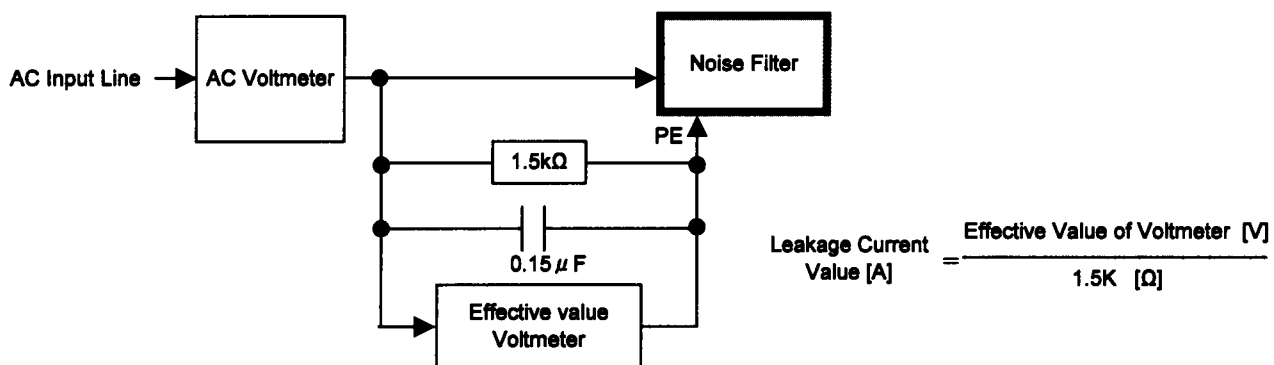 AC Input Line
AC Voltmeter
Noise Filter
PE
1.5kΩ
0.15μF
Effective value
Voltmeter
Leakage Current
Value [A]
=
Effective Value of Voltmeter [V]
1.5K [Ω]